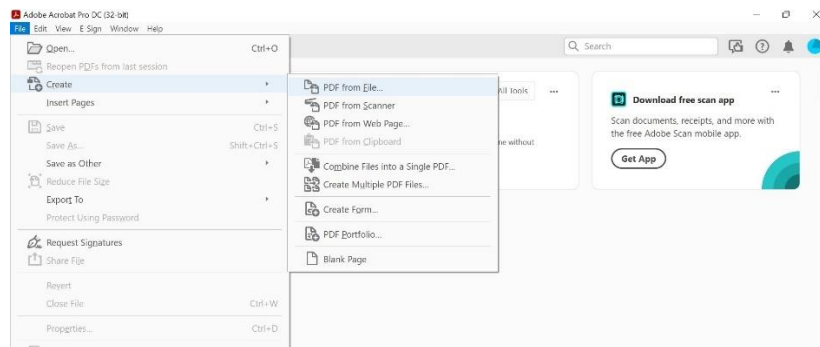 Adobe Acrobat Pro DC (32-bit)
File Edit View E Sign Window Help
Open... Ctrl+O
Search
Reopen PDFs from last session
Create
PDF from File...
All Tools ...
Download free scan app ...
Insert Pages
PDF from Scanner
Scan documents, receipts, and more with
the free Adobe Scan mobile app.
Save Ctrl+S
PDF from Web Page...
Save As... Shift+Ctrl+S
PDF from Clipboard
ne without
Get App
Save as Other
Combine Files into a Single PDF...
Reduce File Size
Create Multiple PDF Files...
Export To
Create Form...
Protect Using Password
PDF Portfolio...
Request Signatures
Share File
Blank Page
Revert
Close File Ctrl+W
Properties... Ctrl+D